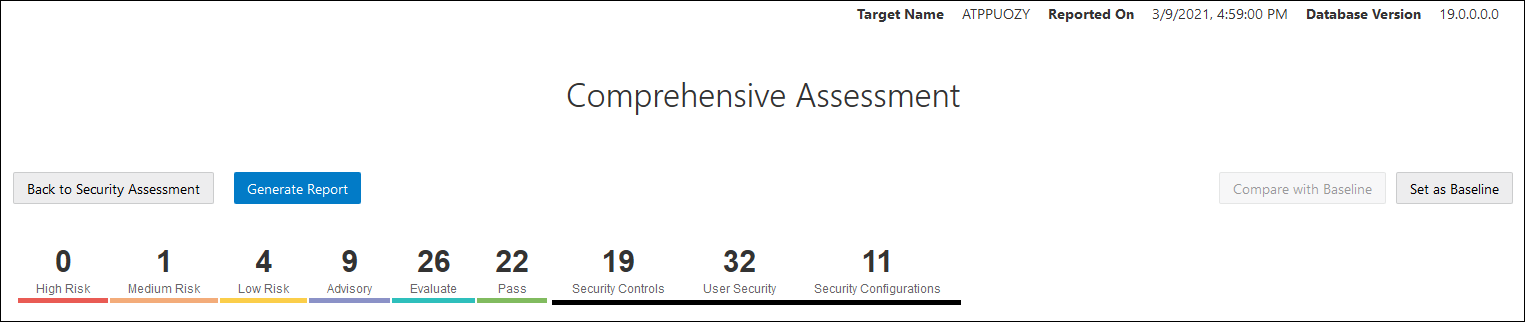 Target Name ATPPUOZY Reported On 3/9/2021, 4:59:00 PM Database Version 19.0.0.0.0
Comprehensive Assessment
Back to Security Assessment Generate Report Compare with Baseline Set as Baseline
0 1 4 9 26 22 19 32 11
High Risk Medium Risk Low Risk Advisory Evaluate Pass Security Controls User Security Security Configurations